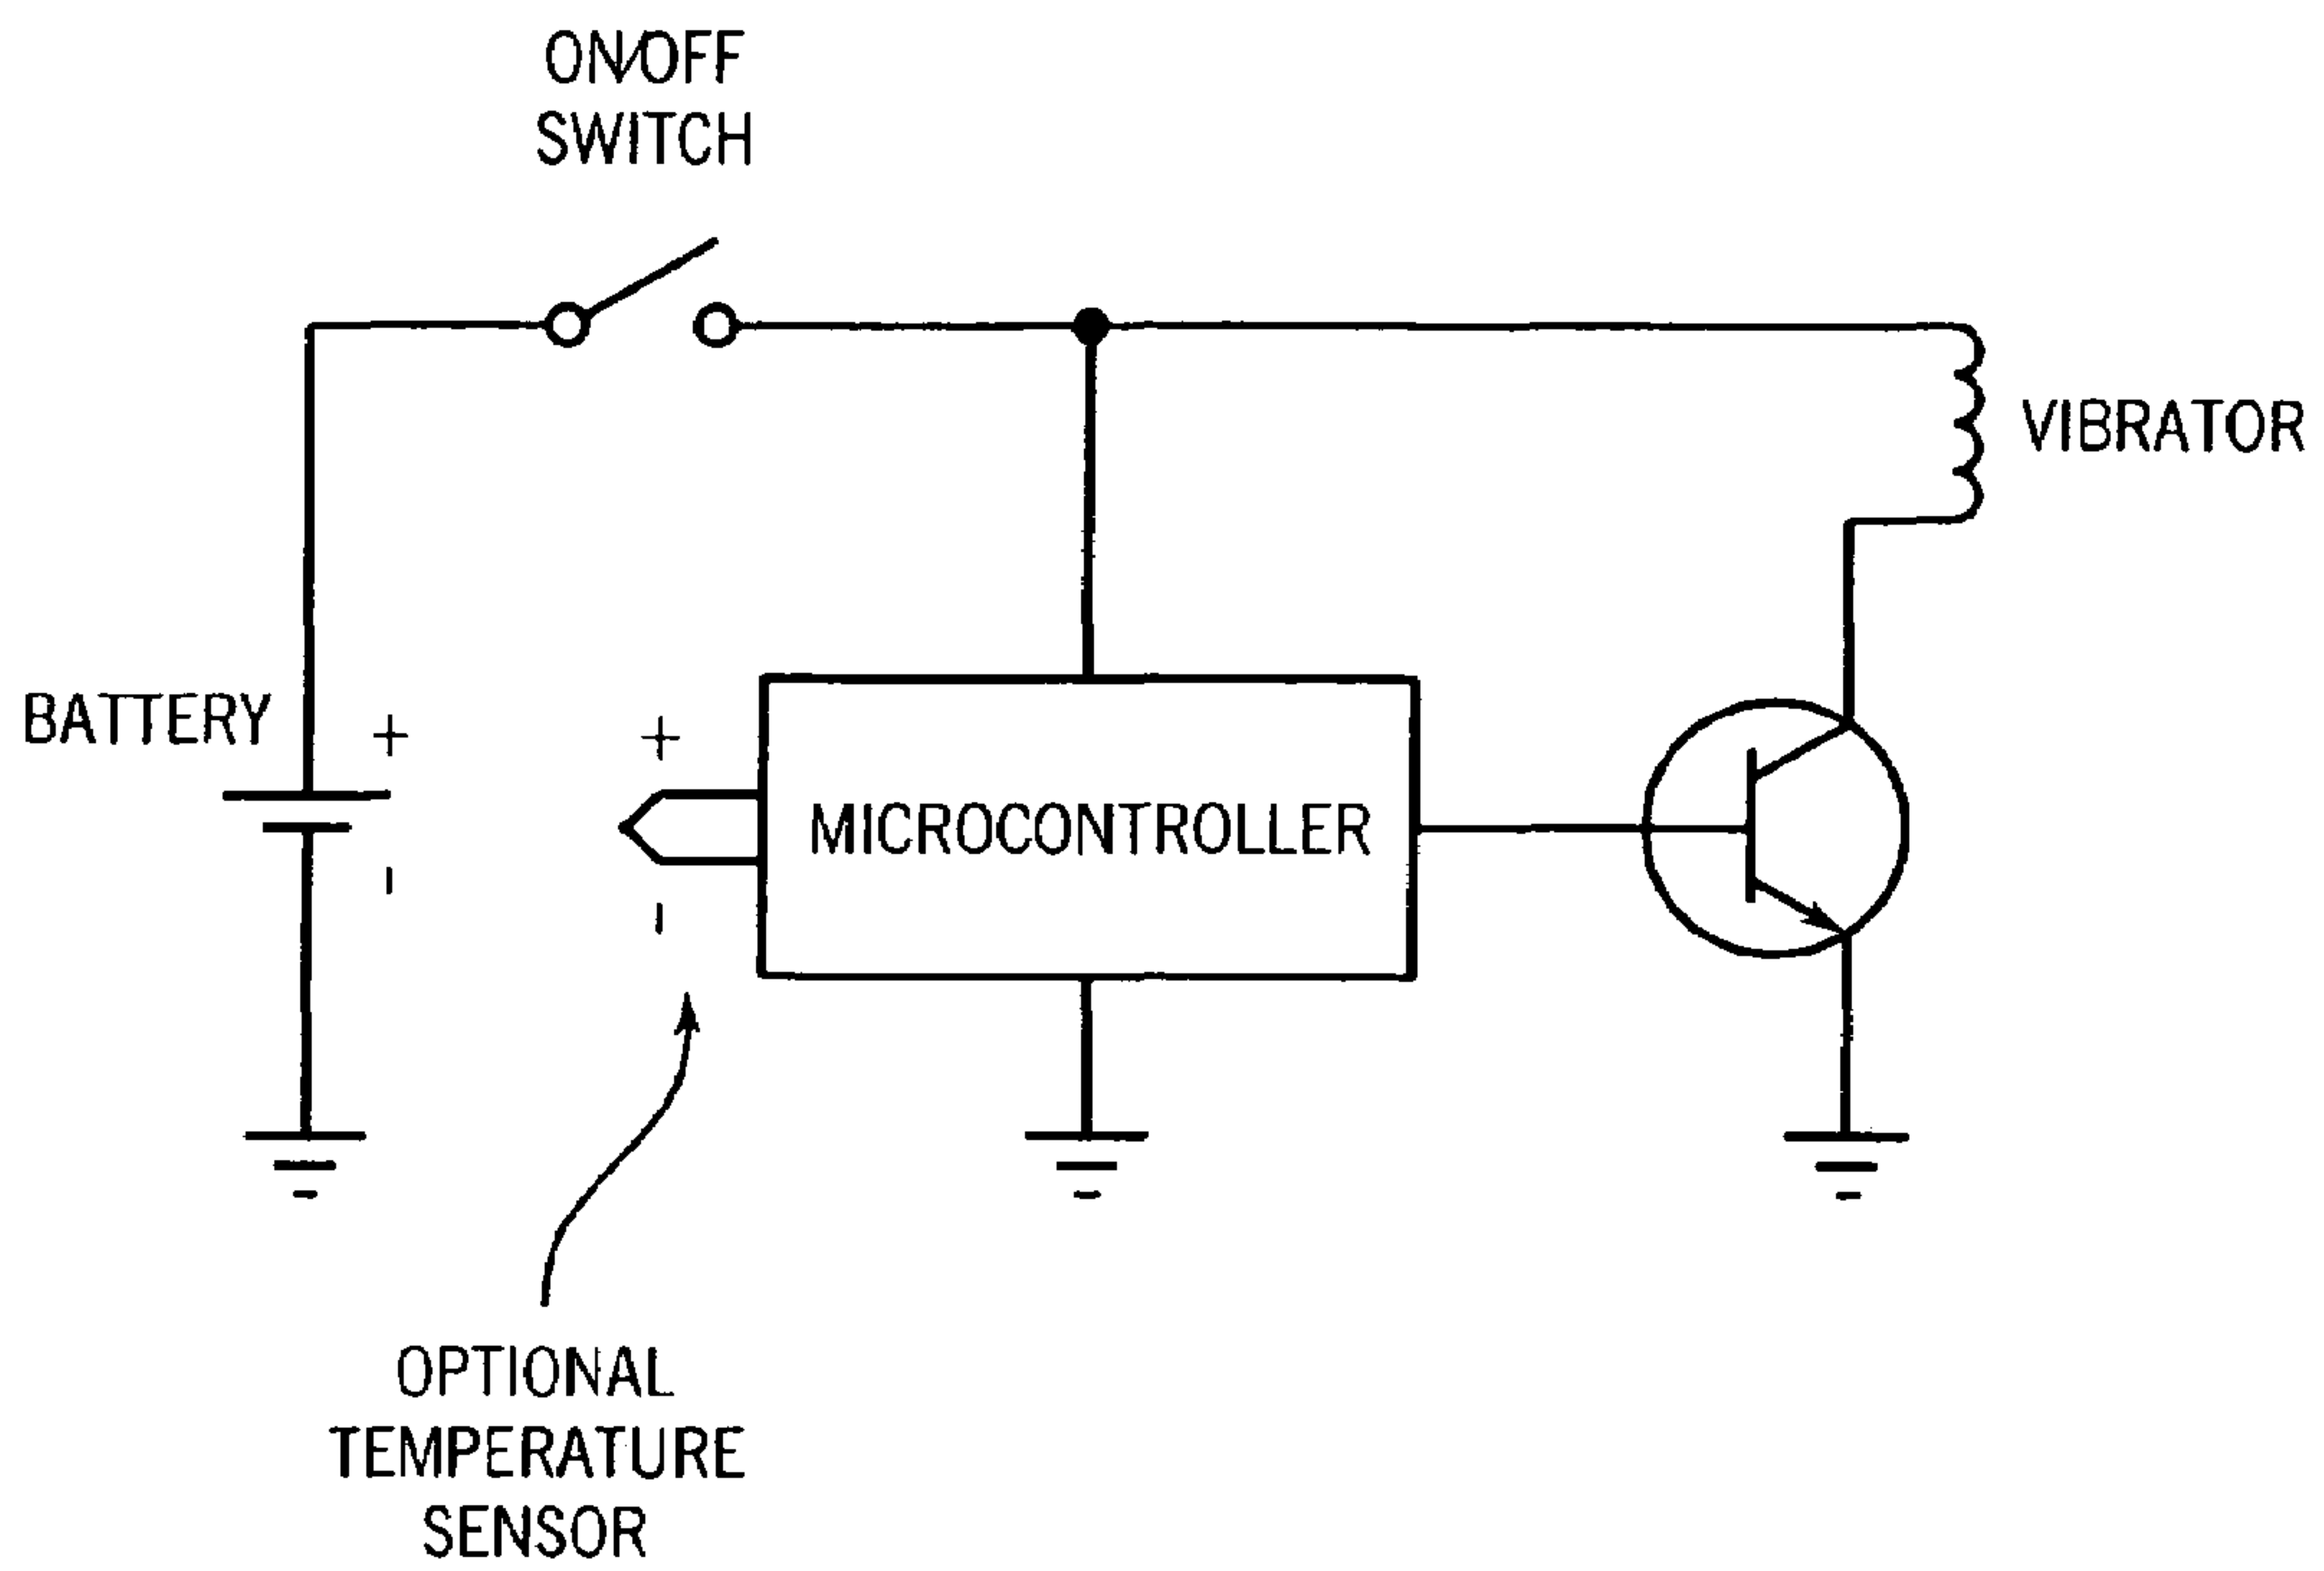 ON/OFF
SWITCH
VIBRATOR
BATTERY
+
+
MICROCONTROLLER
-
-
OPTIONAL
TEMPERATURE
SENSOR